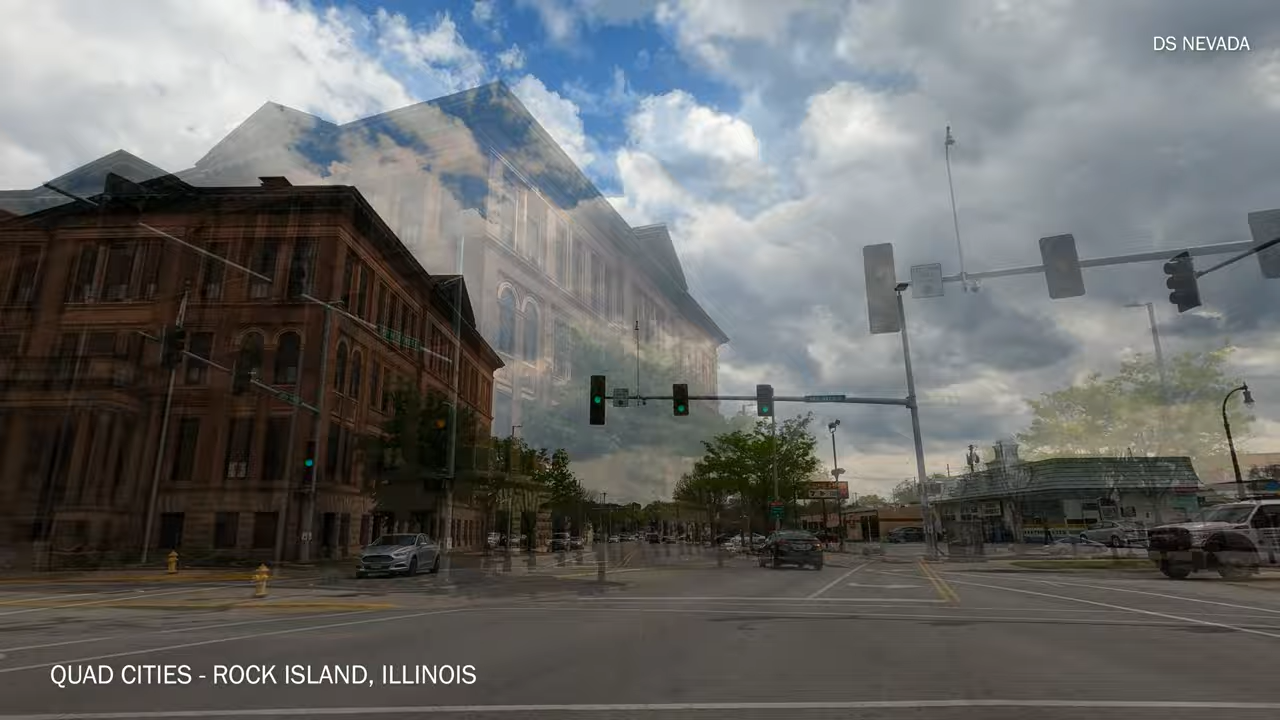 DS NEVADA
QUAD CITIES - ROCK ISLAND, ILLINOIS